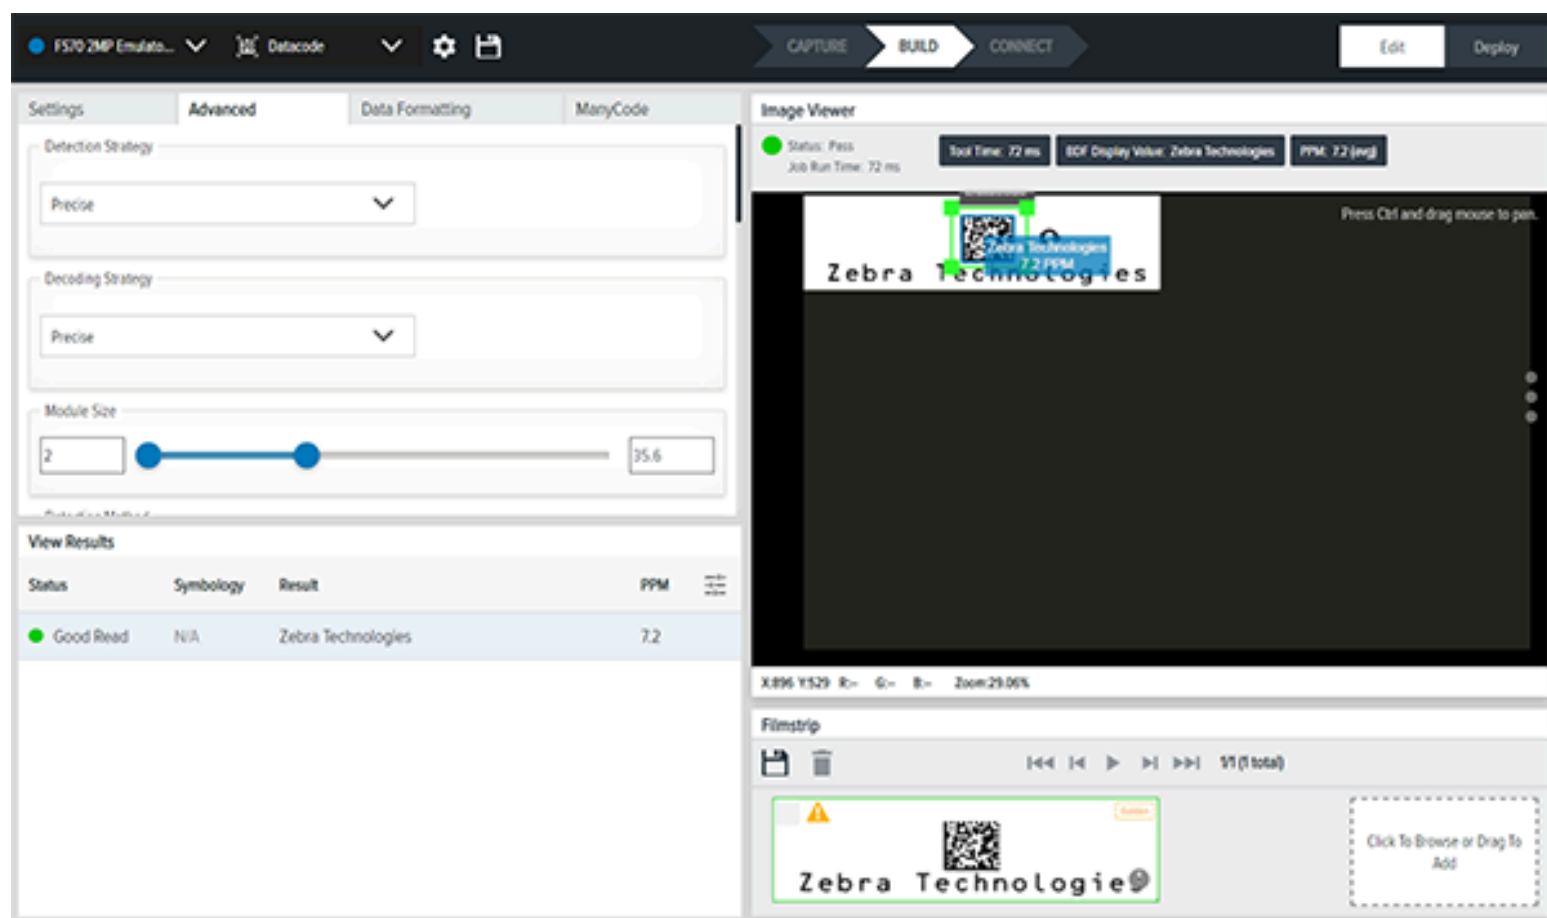 FS70 2MP Emulato... Datacode
CAPTURE BUILD CONNECT
Edit Deploy
Settings Advanced Data Formatting ManyCode
Detection Strategy
Precise
Decoding Strategy
Precise
Module Size
2 35.6
View Results
Status Symbology Result PPM
Good Read N/A Zebra Technologies 7.2
Image Viewer
Status: Pass
Job Run Time: 72 ms
Tool Time: 72 ms BDF Display Value: Zebra Technologies PPM: 7.2 (avg)
Press Ctrl and drag mouse to pan.
Zebra Technologies
7.2 PPM
Zebra Technologies
X:896 Y:529 R:-- G:-- B:-- Zoom:29.06%
Filmstrip
1/1 (1 total)
Zebra Technologie
Click To Browse or Drag To
Add